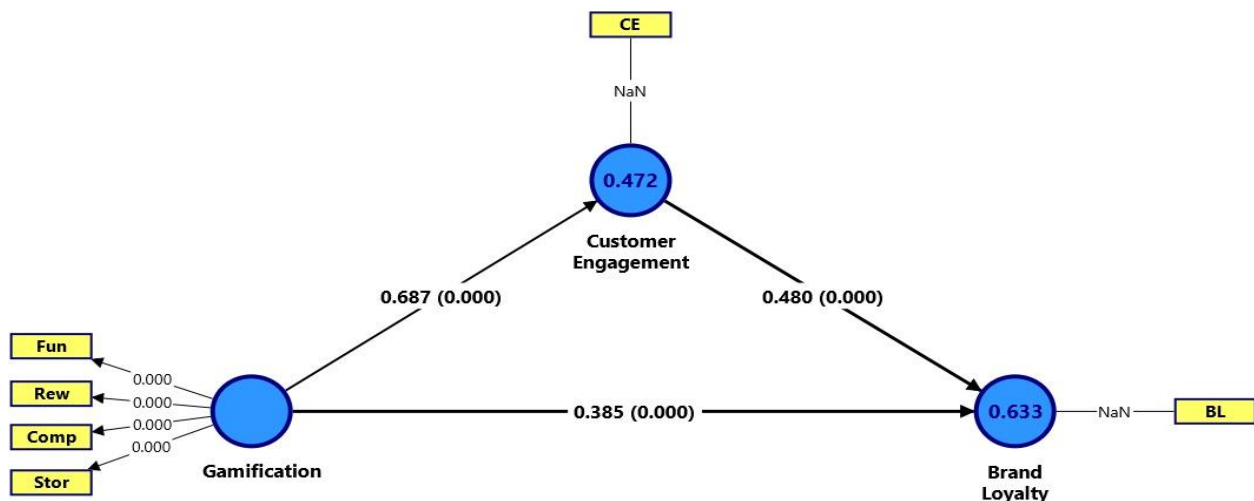 CE
NaN
0.472
Customer
Engagement
0.687 (0.000)
0.480 (0.000)
Fun
0.000
Rew
0.000
Comp
0.000
Stor
0.000
Gamification
0.385 (0.000)
0.633
NaN
BL
Brand
Loyalty